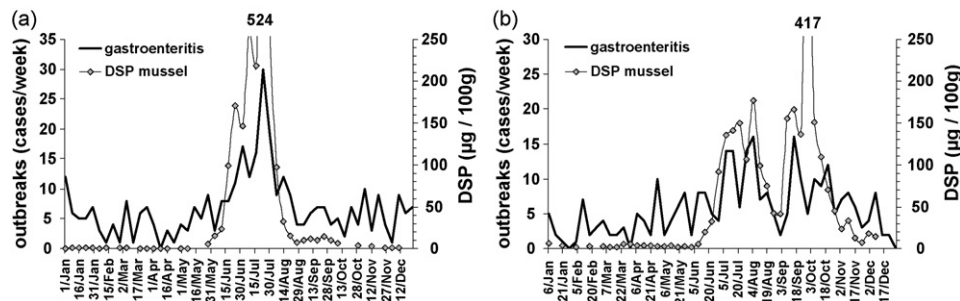 (a)
524
outbreaks (cases/week)
35
30
25
20
15
10
5
0
gastroenteritis
DSP mussel
250
200
150
100
50
0
DSP (µg / 100g)
1/Jan
16/Jan
31/Jan
15/Feb
2/Mar
17/Mar
1/Apr
16/Apr
1/May
16/May
31/May
15/Jun
30/Jun
15/Jul
30/Jul
14/Aug
29/Aug
13/Sep
28/Sep
13/Oct
28/Oct
12/Nov
27/Nov
12/Dec
(b)
417
outbreaks (cases/week)
30
25
20
15
10
5
0
gastroenteritis
DSP mussel
250
200
150
100
50
0
DSP (µg / 100g)
6/Jan
21/Jan
5/Feb
20/Feb
7/Mar
22/Mar
6/Apr
21/Apr
6/May
21/May
5/Jun
20/Jun
5/Jul
20/Jul
4/Aug
19/Aug
3/Sep
18/Sep
3/Oct
18/Oct
2/Nov
17/Nov
2/Dec
17/Dec